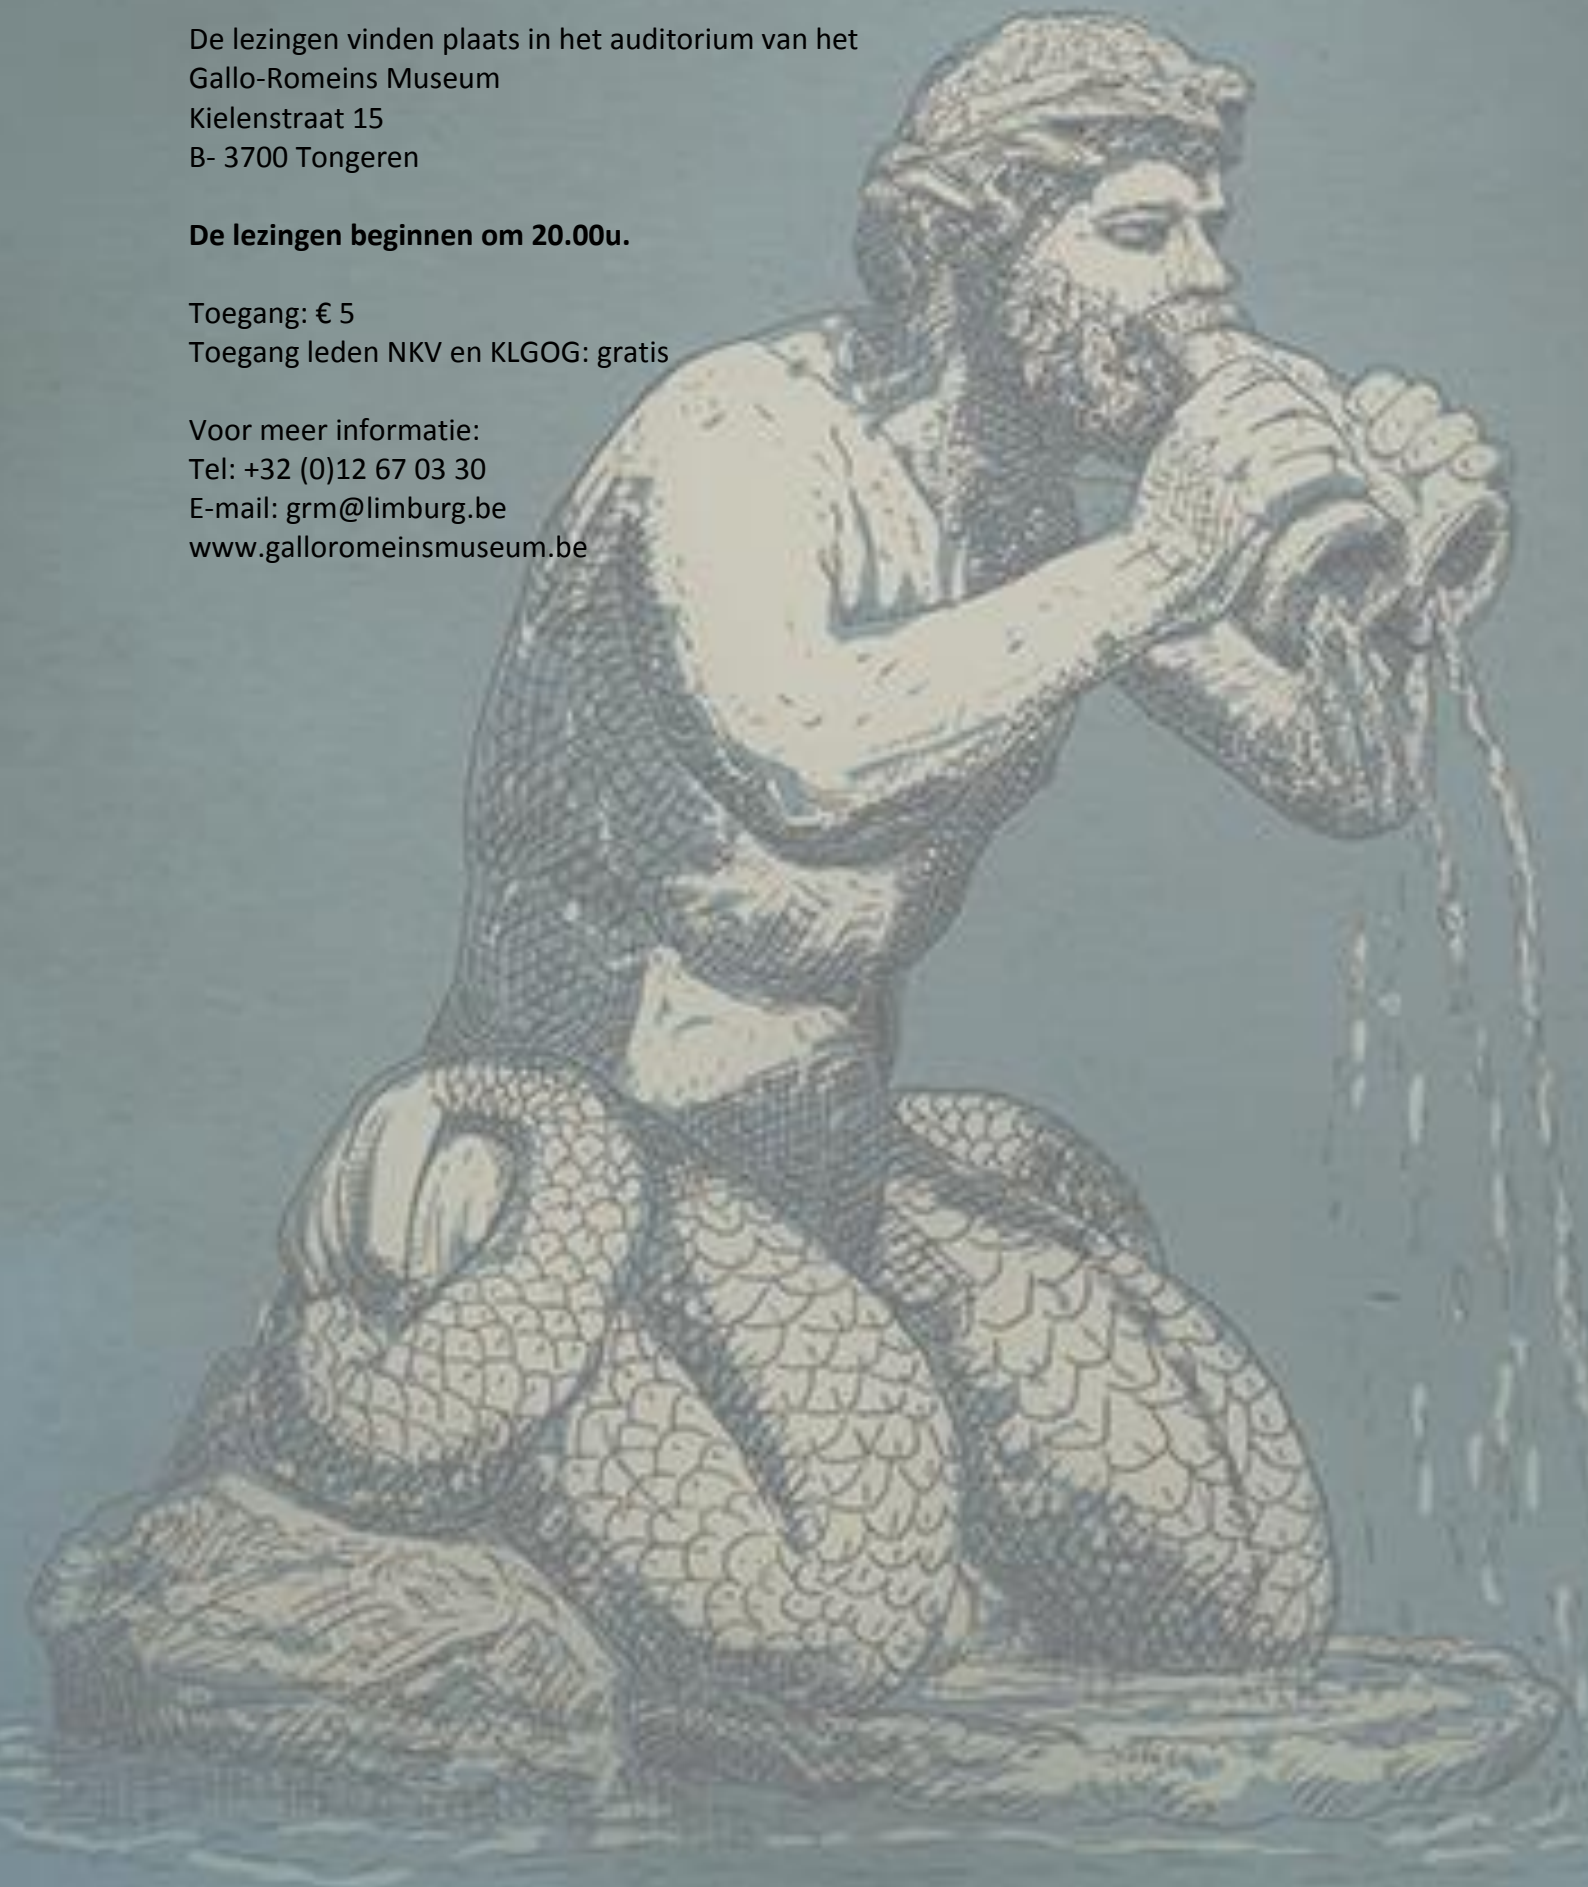 De lezingen vinden plaats in het auditorium van het
Gallo-Romeins Museum
Kielenstraat 15
B- 3700 Tongeren
De lezingen beginnen om 20.00u.
Toegang: € 5
Toegang leden NKV en KLGOG: gratis
Voor meer informatie:
Tel: +32 (0)12 67 03 30
E-mail: grm@limburg.be
www.galloromeinsmuseum.be